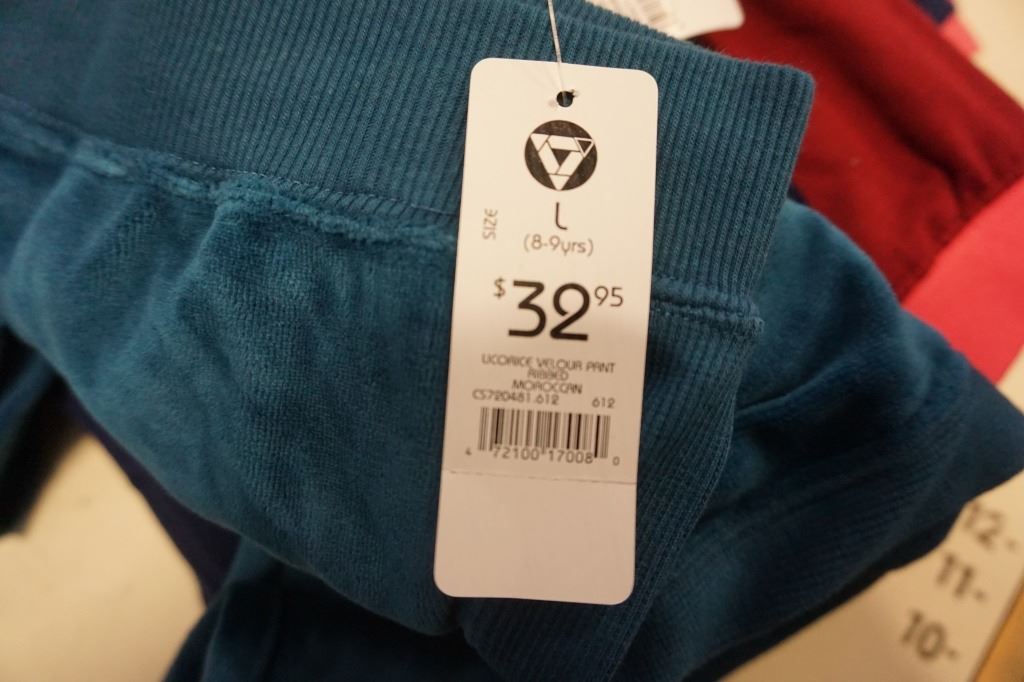 SIZE
L
(8-9yrs)
$32 95
LICORICE VELOUR PANT
RIBBED
MOROCCAN
CS720481.612 612
4 72100 17008 0
12-
11-
10-